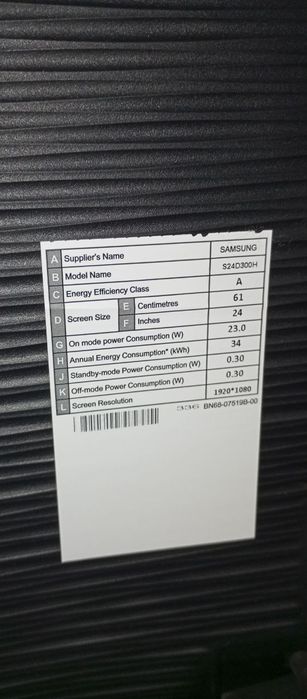 A Supplier's Name SAMSUNG
B Model Name S24D300H
C Energy Efficiency Class A
D Screen Size E Centimetres 61
F Inches 24
G On mode power Consumption (W) 23.0
H Annual Energy Consumption* (kWh) 34
J Standby-mode Power Consumption (W) 0.30
K Off-mode Power Consumption (W) 0.30
L Screen Resolution 1920*1080
336 BN68-07519B-00